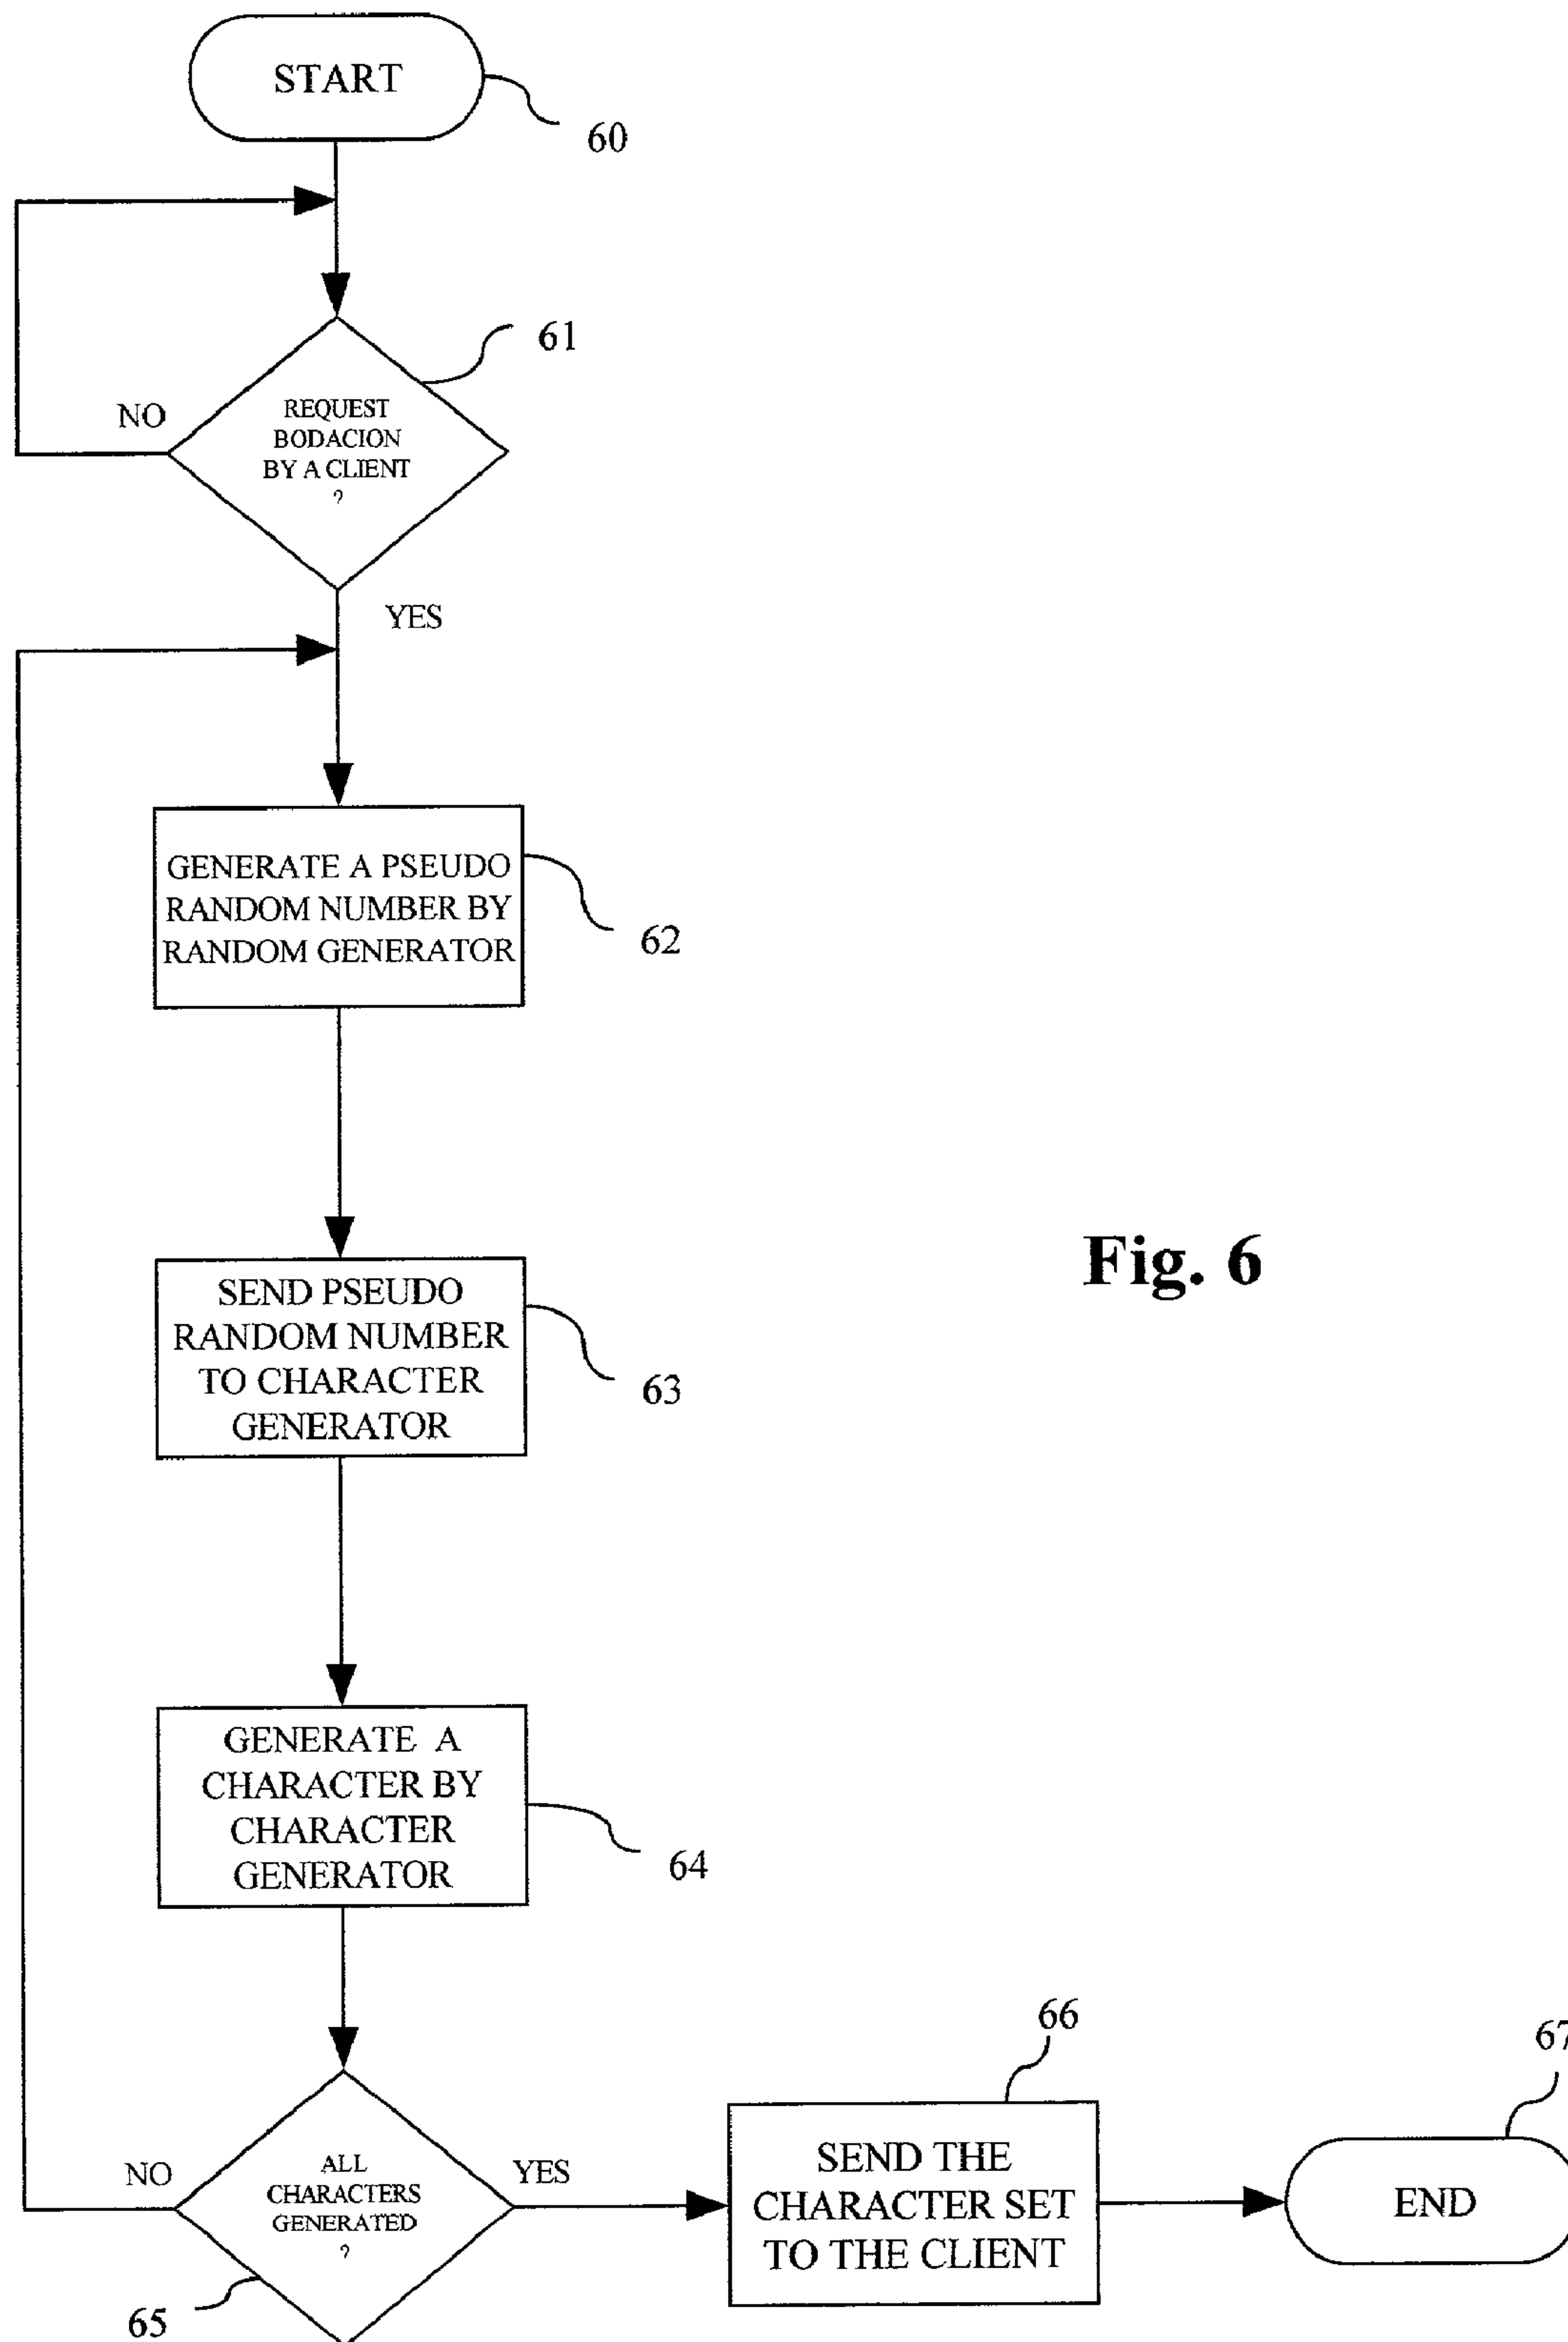 START
60
61
NO
REQUEST
BODACION
BY A CLIENT
?
YES
GENERATE A PSEUDO
RANDOM NUMBER BY
RANDOM GENERATOR
62
Fig. 6
SEND PSEUDO
RANDOM NUMBER
TO CHARACTER
GENERATOR
63
GENERATE A
CHARACTER BY
CHARACTER
GENERATOR
64
66
67
NO
ALL
CHARACTERS
GENERATED
?
YES
SEND THE
CHARACTER SET
TO THE CLIENT
END
65